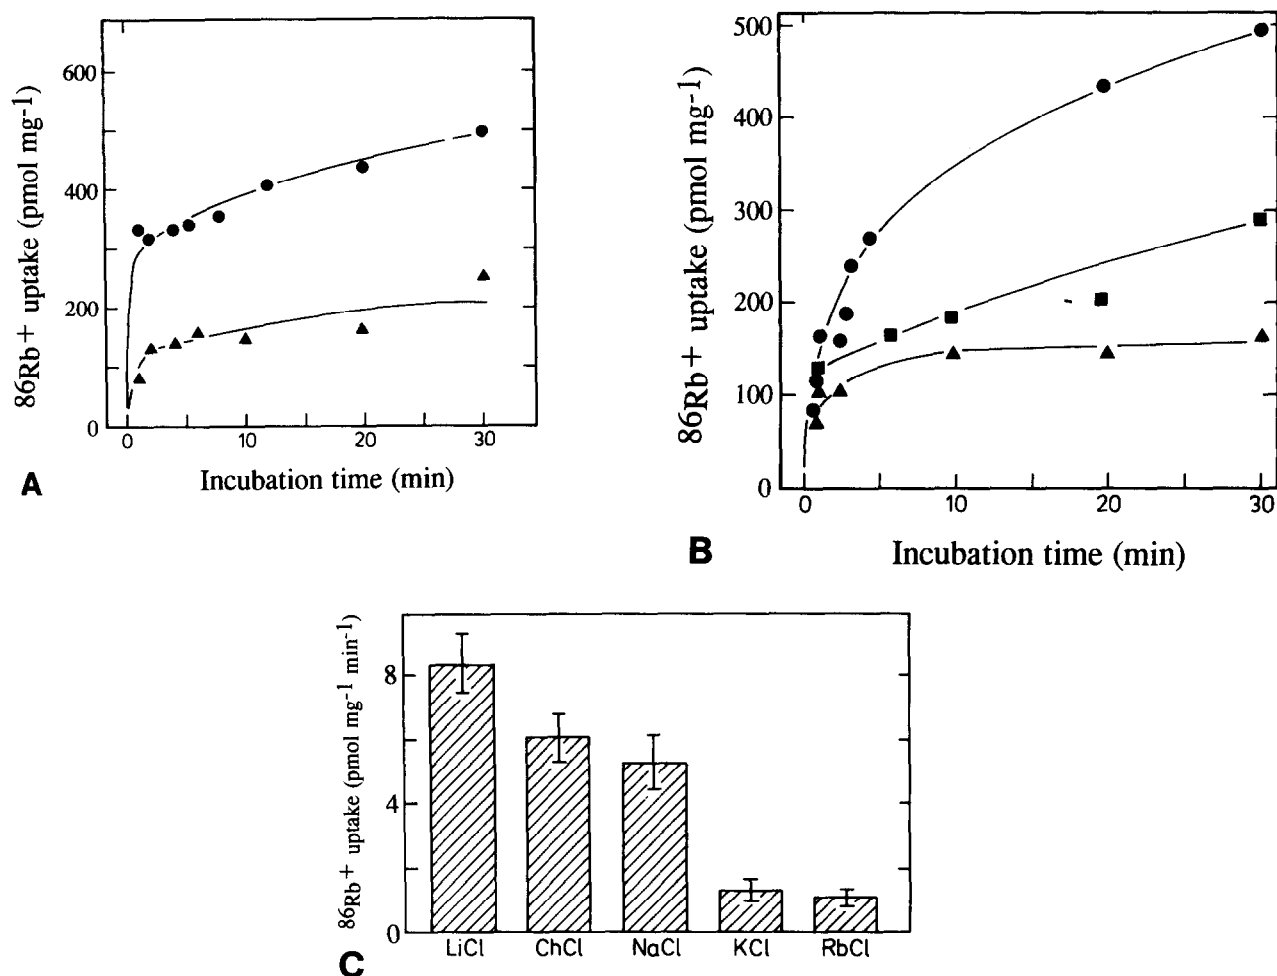 600
400
200
0
86Rb+ uptake (pmol mg-1)
0 10 20 30
Incubation time (min)
A
500
400
300
200
100
0
86Rb+ uptake (pmol mg-1)
0 10 20 30
Incubation time (min)
B
8
4
0
86Rb+ uptake (pmol mg-1 min-1)
LiCl ChCl NaCl KCl RbCl
C